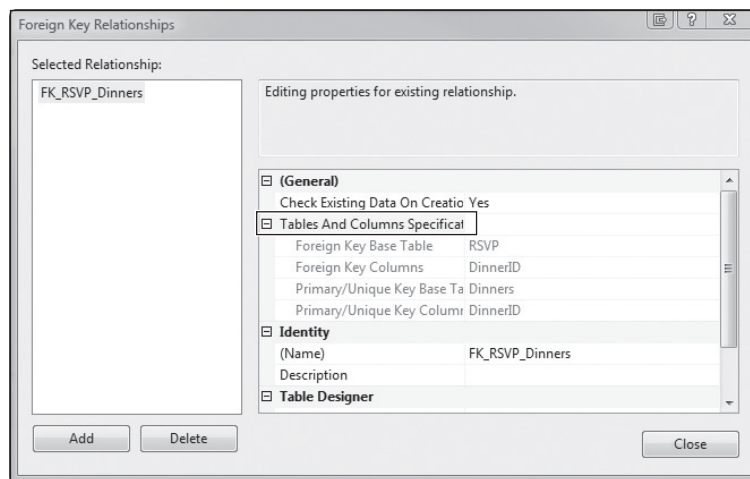 Foreign Key Relationships
Selected Relationship:
FK_RSVP_Dinners
Editing properties for existing relationship.
(General)
Check Existing Data On Creatio Yes
Tables And Columns Specificat
Foreign Key Base Table RSVP
Foreign Key Columns DinnerID
Primary/Unique Key Base Ta Dinners
Primary/Unique Key Colum DinnerID
Identity
(Name) FK_RSVP_Dinners
Description
Table Designer
Add Delete
Close